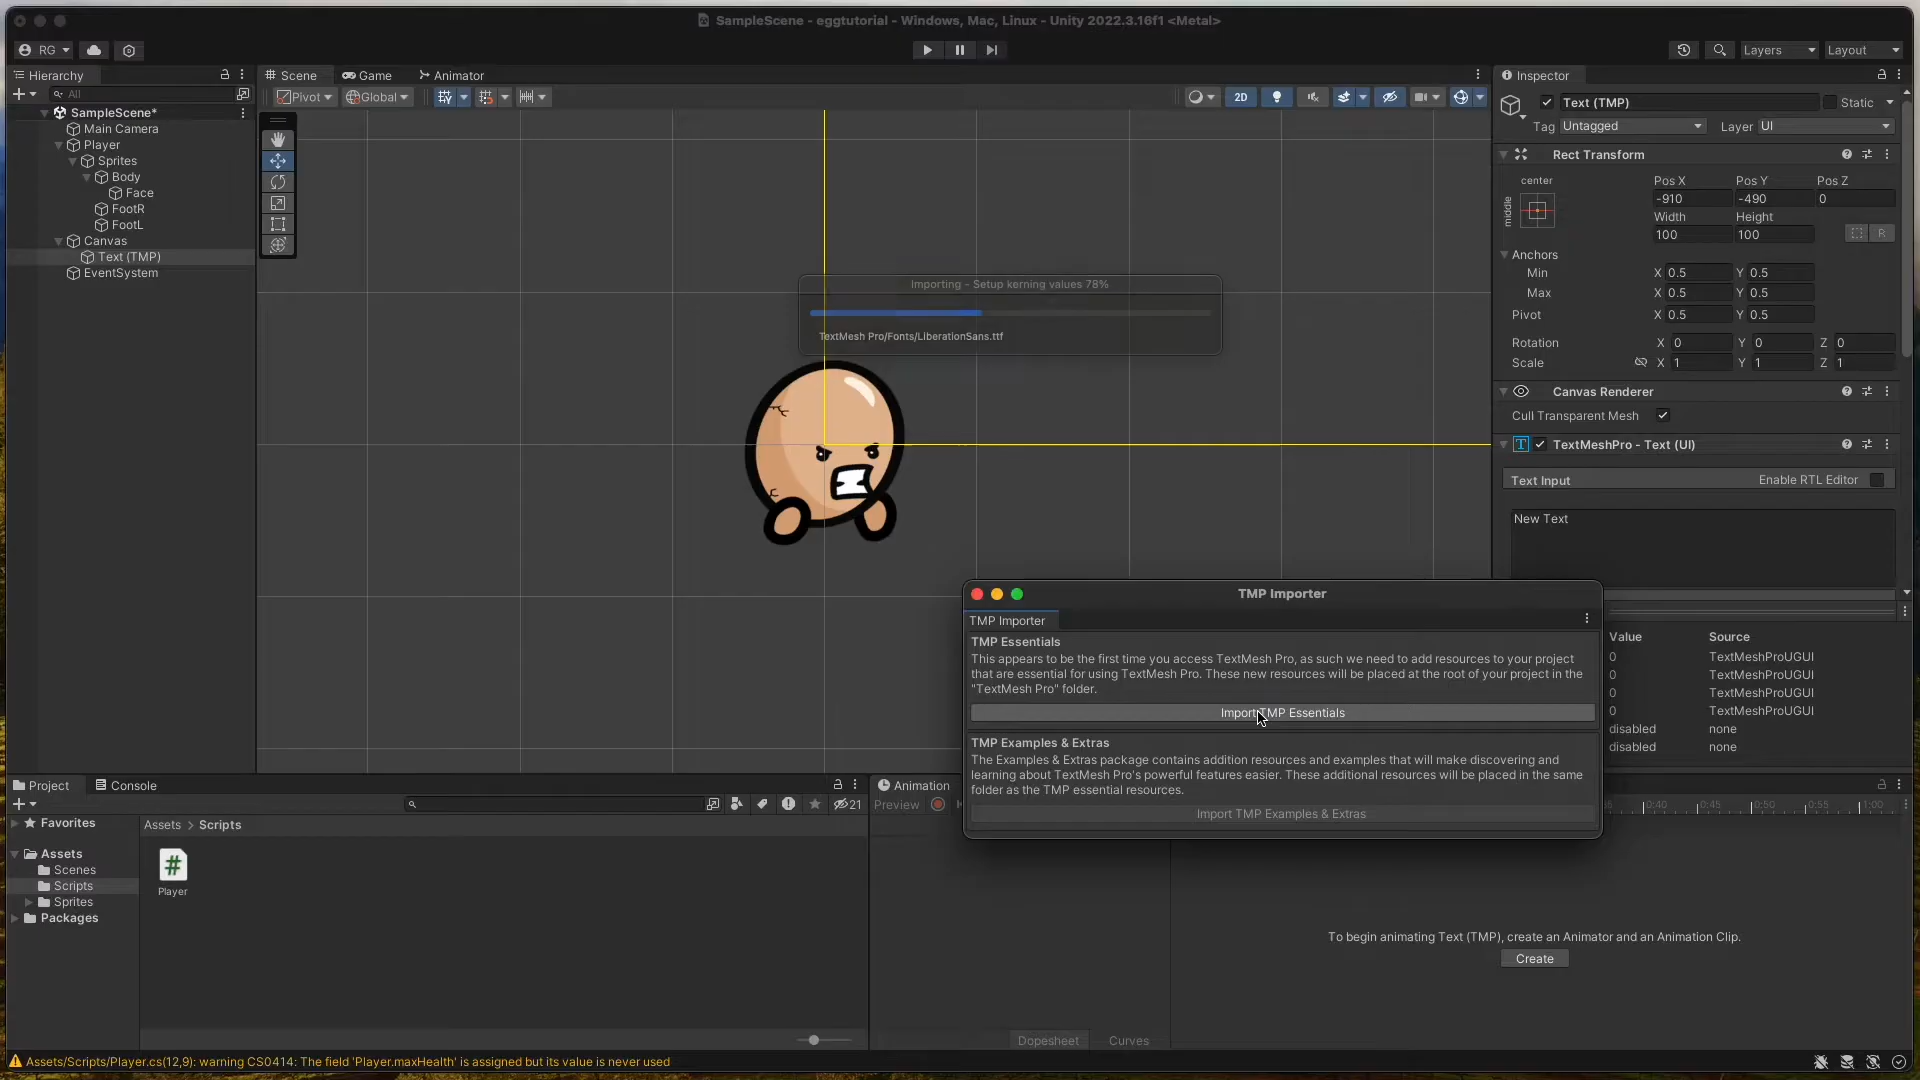 SampleScene - eggtutorial - Windows, Mac, Linux - Unity 2022.3.16f1 <Metal>
RG
Layers
Layout
Hierarchy
All
SampleScene*
Main Camera
Player
Sprites
Body
Face
FootR
FootL
Canvas
Text (TMP)
EventSystem
Scene
Game
Animator
Pivot
Global
2D
Importing - Setup kerning values 78%
TextMesh Pro/Fonts/LiberationSans.ttf
Inspector
Text (TMP)
Static
Tag Untagged
Layer UI
Rect Transform
center
middle
Pos X Pos Y Pos Z
-910 -490 0
Width Height
100 100
R
Anchors
Min X 0.5 Y 0.5
Max X 0.5 Y 0.5
Pivot X 0.5 Y 0.5
Rotation X 0 Y 0 Z 0
Scale X 1 Y 1 Z 1
Canvas Renderer
Cull Transparent Mesh
TextMeshPro - Text (UI)
Text Input Enable RTL Editor
New Text
Value Source
0 TextMeshProUGUI
0 TextMeshProUGUI
0 TextMeshProUGUI
0 TextMeshProUGUI
disabled none
disabled none
TMP Importer
TMP Importer
TMP Essentials
This appears to be the first time you access TextMesh Pro, as such we need to add resources to your project
that are essential for using TextMesh Pro. These new resources will be placed at the root of your project in the
"TextMesh Pro" folder.
Import TMP Essentials
TMP Examples & Extras
The Examples & Extras package contains addition resources and examples that will make discovering and
learning about TextMesh Pro's powerful features easier. These additional resources will be placed in the same
folder as the TMP essential resources.
Import TMP Examples & Extras
Project
Console
21
Favorites
Assets
Scenes
Scripts
Sprites
Packages
Assets > Scripts
#
Player
Animation
Preview
0:40 0:45 0:50 0:55 1:00
To begin animating Text (TMP), create an Animator and an Animation Clip.
Create
Dopesheet
Curves
Assets/Scripts/Player.cs(12,9): warning CS0414: The field 'Player.maxHealth' is assigned but its value is never used